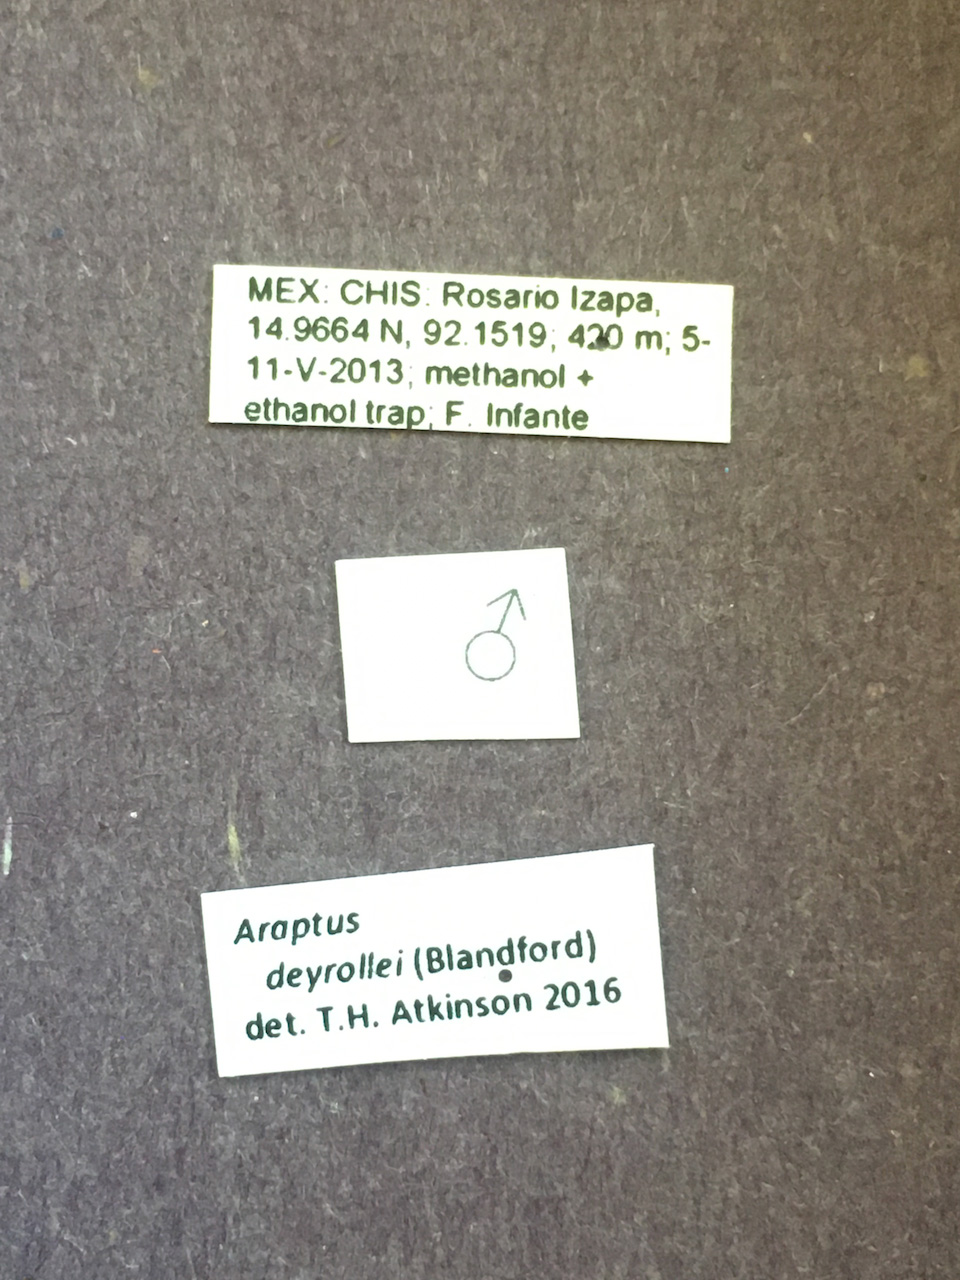 MEX: CHIS: Rosario Izapa,
14.9664 N, 92.1519; 420 m; 5-
11-V-2013; methanol +
ethanol trap; F. Infante
♂
Araptus
deyrollei (Blandford)
det. T.H. Atkinson 2016